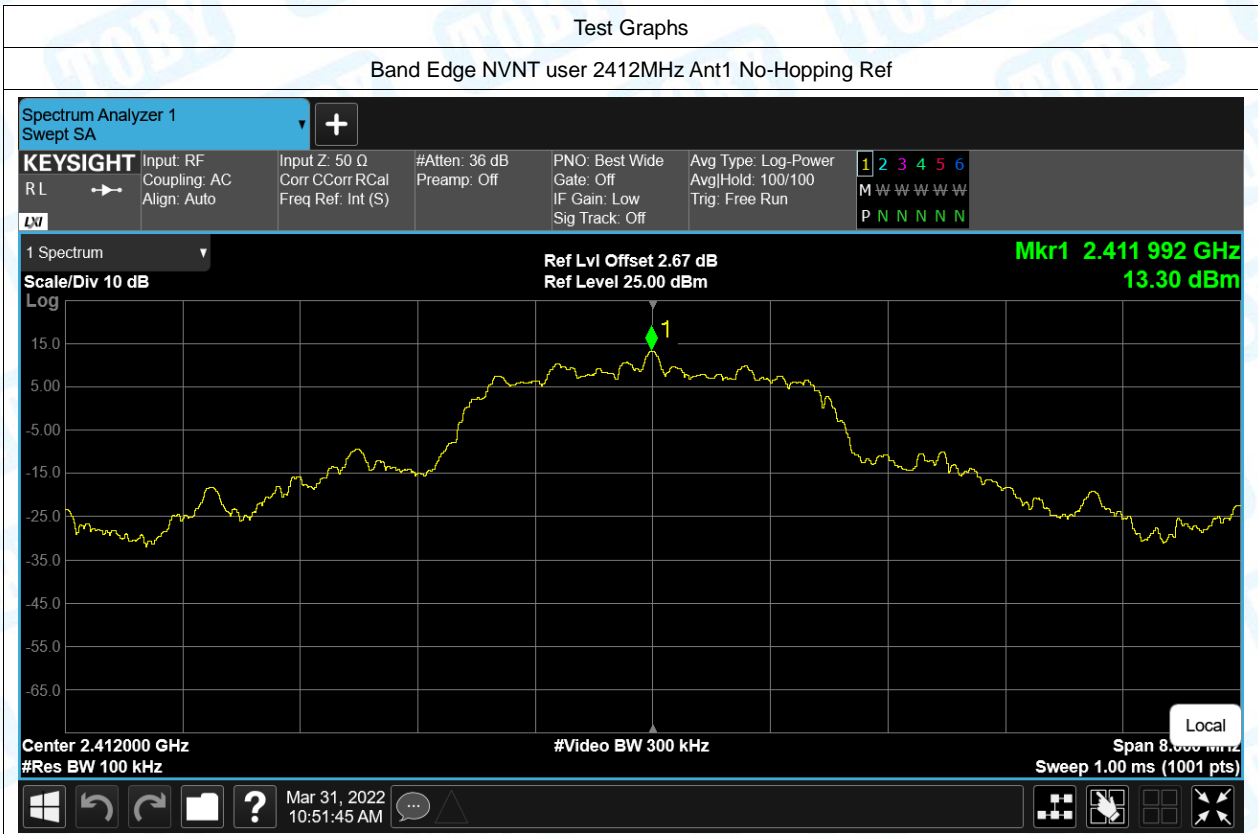 Test Graphs
Band Edge NVNT user 2412MHz Ant1 No-Hopping Ref
Spectrum Analyzer 1
Swept SA
KEYSIGHT
R L
LXI
Input: RF
Coupling: AC
Align: Auto
Input Z: 50 Ω
Corr CCorr RCal
Freq Ref: Int (S)
#Atten: 36 dB
Preamp: Off
PNO: Best Wide
Gate: Off
IF Gain: Low
Sig Track: Off
Avg Type: Log-Power
Avg|Hold: 100/100
Trig: Free Run
1 2 3 4 5 6
M W W W W W
P N N N N N
1 Spectrum
Scale/Div 10 dB
Log
Ref Lvl Offset 2.67 dB
Ref Level 25.00 dBm
Mkr1 2.411 992 GHz
13.30 dBm
1
15.0
5.00
-5.00
-15.0
-25.0
-35.0
-45.0
-55.0
-65.0
Local
Center 2.412000 GHz
#Video BW 300 kHz
Span 8.000 MHz
#Res BW 100 kHz
Sweep 1.00 ms (1001 pts)
?
Mar 31, 2022
10:51:45 AM
TOBY